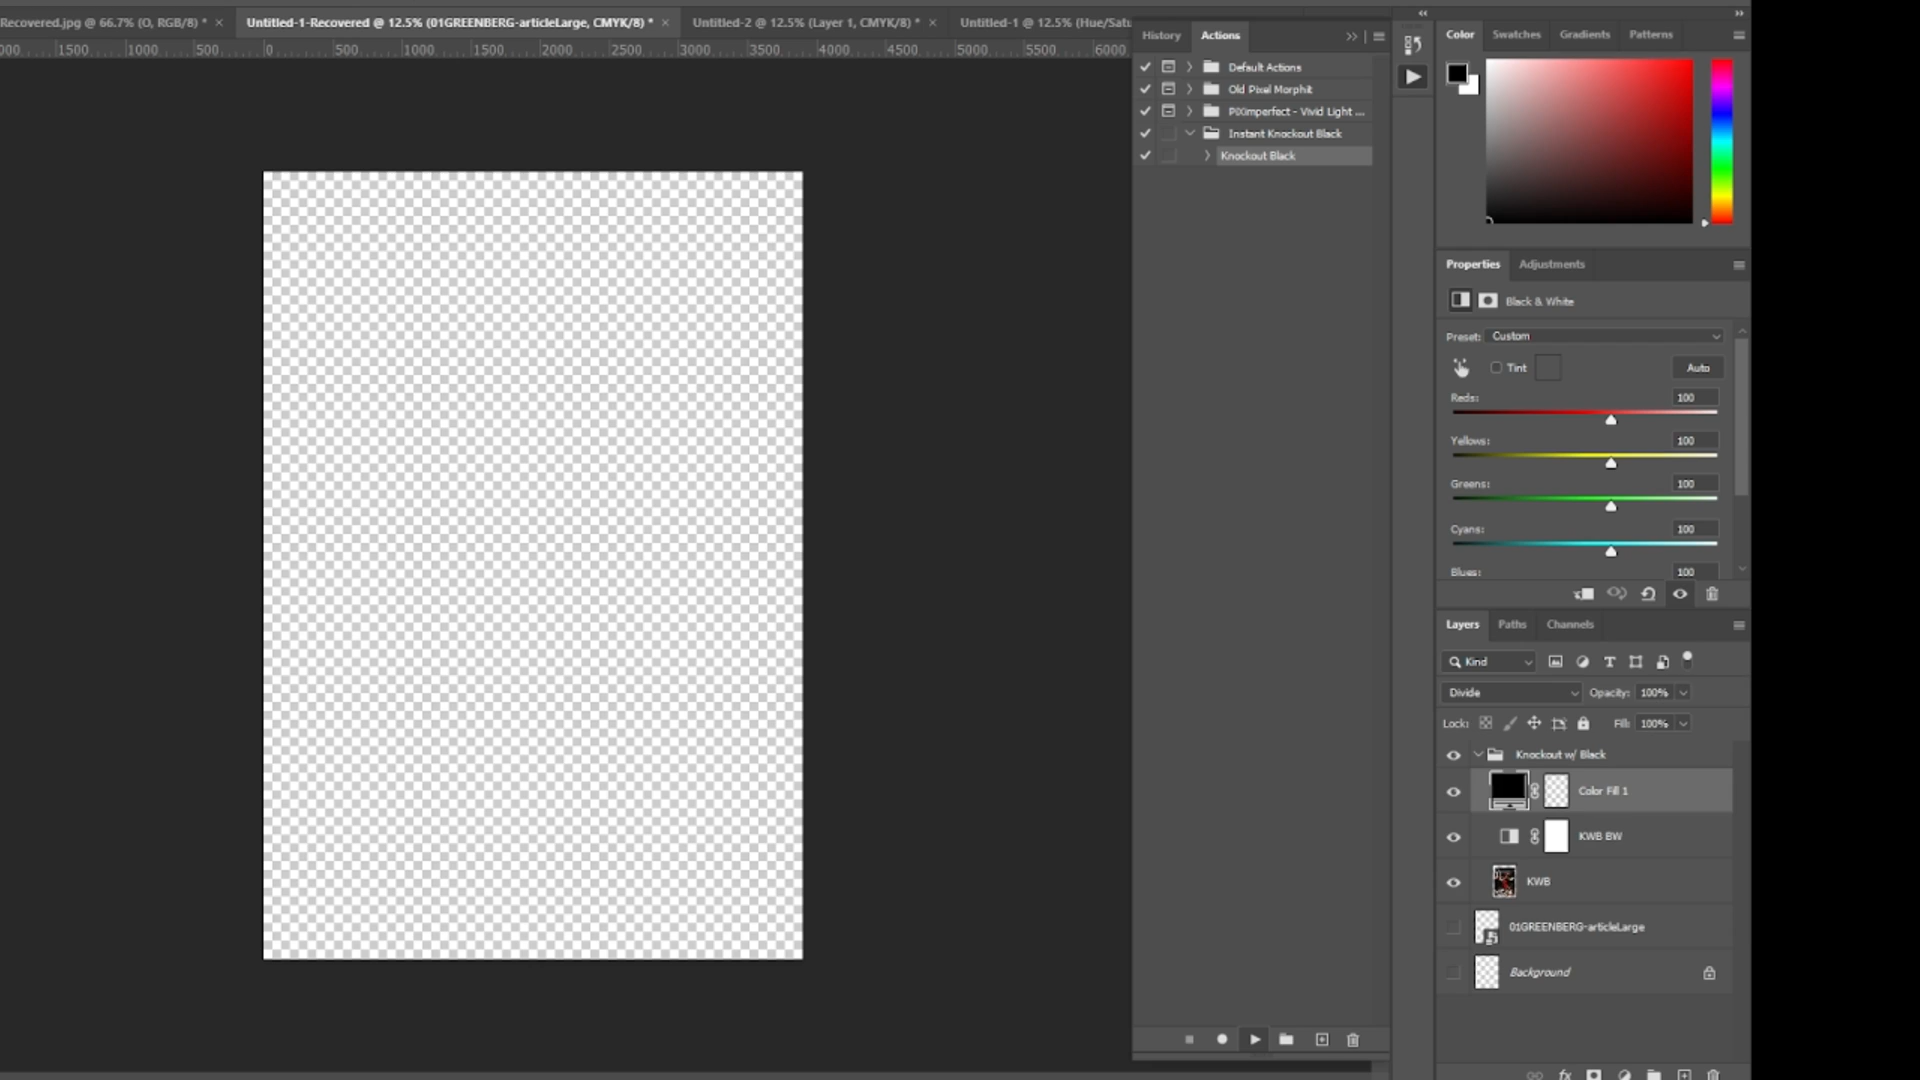 Recovered.jpg @ 66.7% (O, RGB/8) * ×
Untitled-1-Recovered @ 12.5% (01GREENBERG-articleLarge, CMYK/8) * ×
Untitled-2 @ 12.5% (Layer 1, CMYK/8) * ×
Untitled-1 @ 12.5% (Hue/Satu
000 1500 1000 500 0 500 1000 1500 2000 2500 3000 3500 4000 4500 5000 5500 6000
History Actions
Default Actions
Old Pixel Morphit
PiXimperfect - Vivid Light ...
Instant Knockout Black
Knockout Black
Color Swatches Gradients Patterns
Properties Adjustments
Black & White
Preset: Custom
Tint Auto
Reds: 100
Yellows: 100
Greens: 100
Cyans: 100
Blues: 100
Layers Paths Channels
Kind
Divide Opacity: 100%
Lock: Fill: 100%
Knockout w/ Black
Color Fill 1
KWB BW
KWB
01GREENBERG-articleLarge
Background
fx